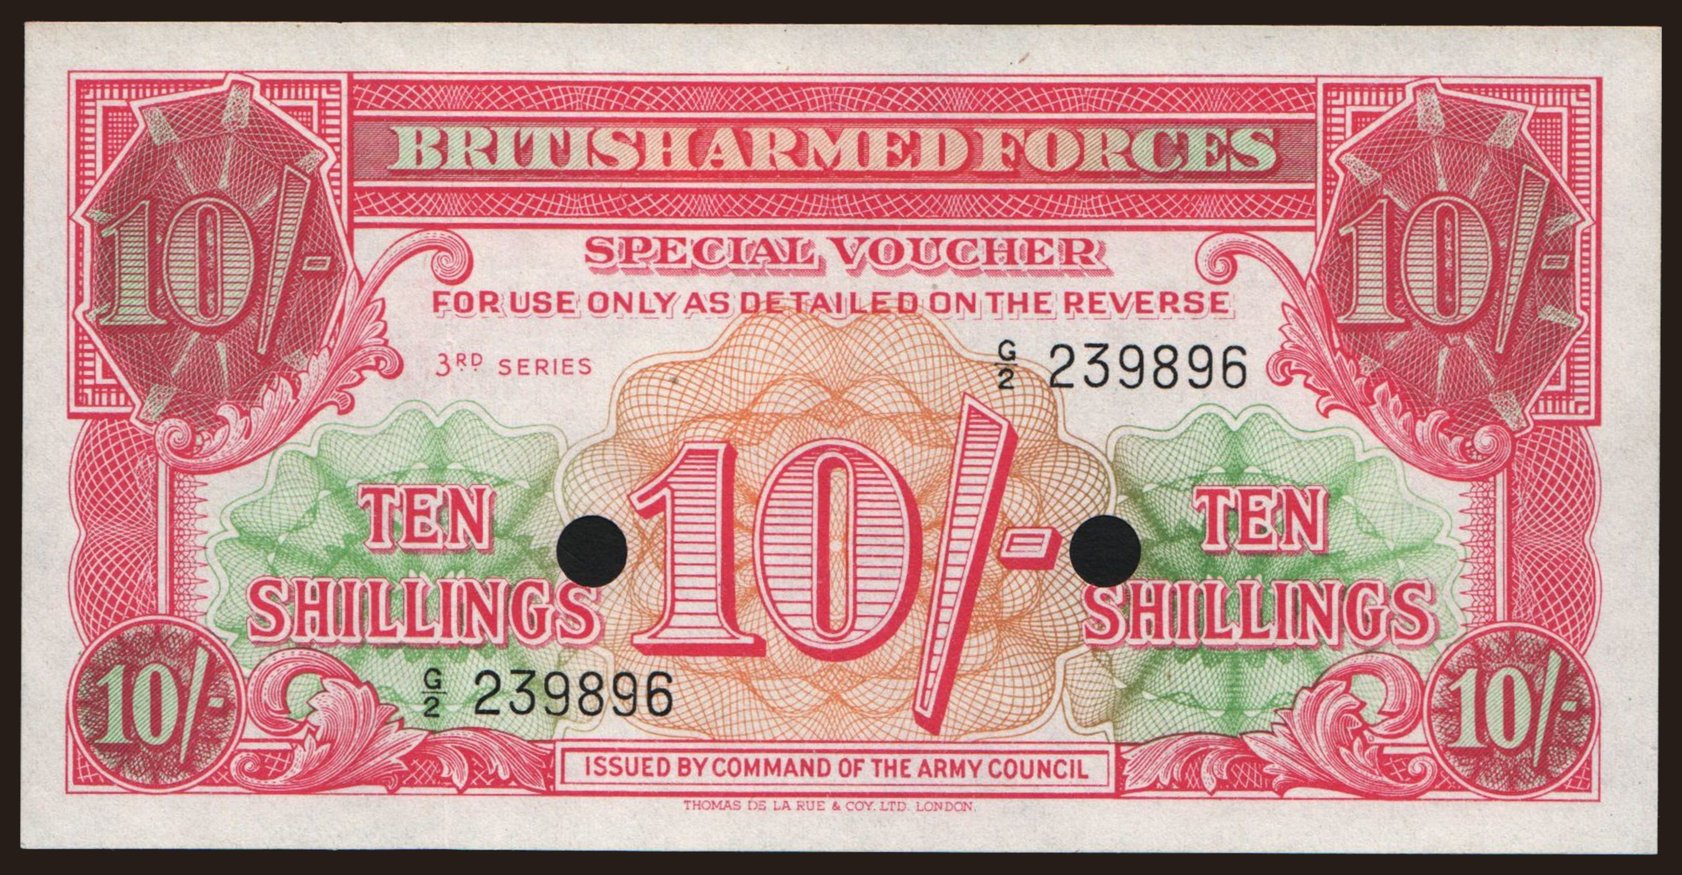 BRITISH ARMED FORCES
10/-
10/-
SPECIAL VOUCHER
FOR USE ONLY AS DETAILED ON THE REVERSE
3RD SERIES
G/2 239896
TEN SHILLINGS
10/-
TEN SHILLINGS
G/2 239896
10/-
10/-
ISSUED BY COMMAND OF THE ARMY COUNCIL
THOMAS DE LA RUE & COY. LTD. LONDON.